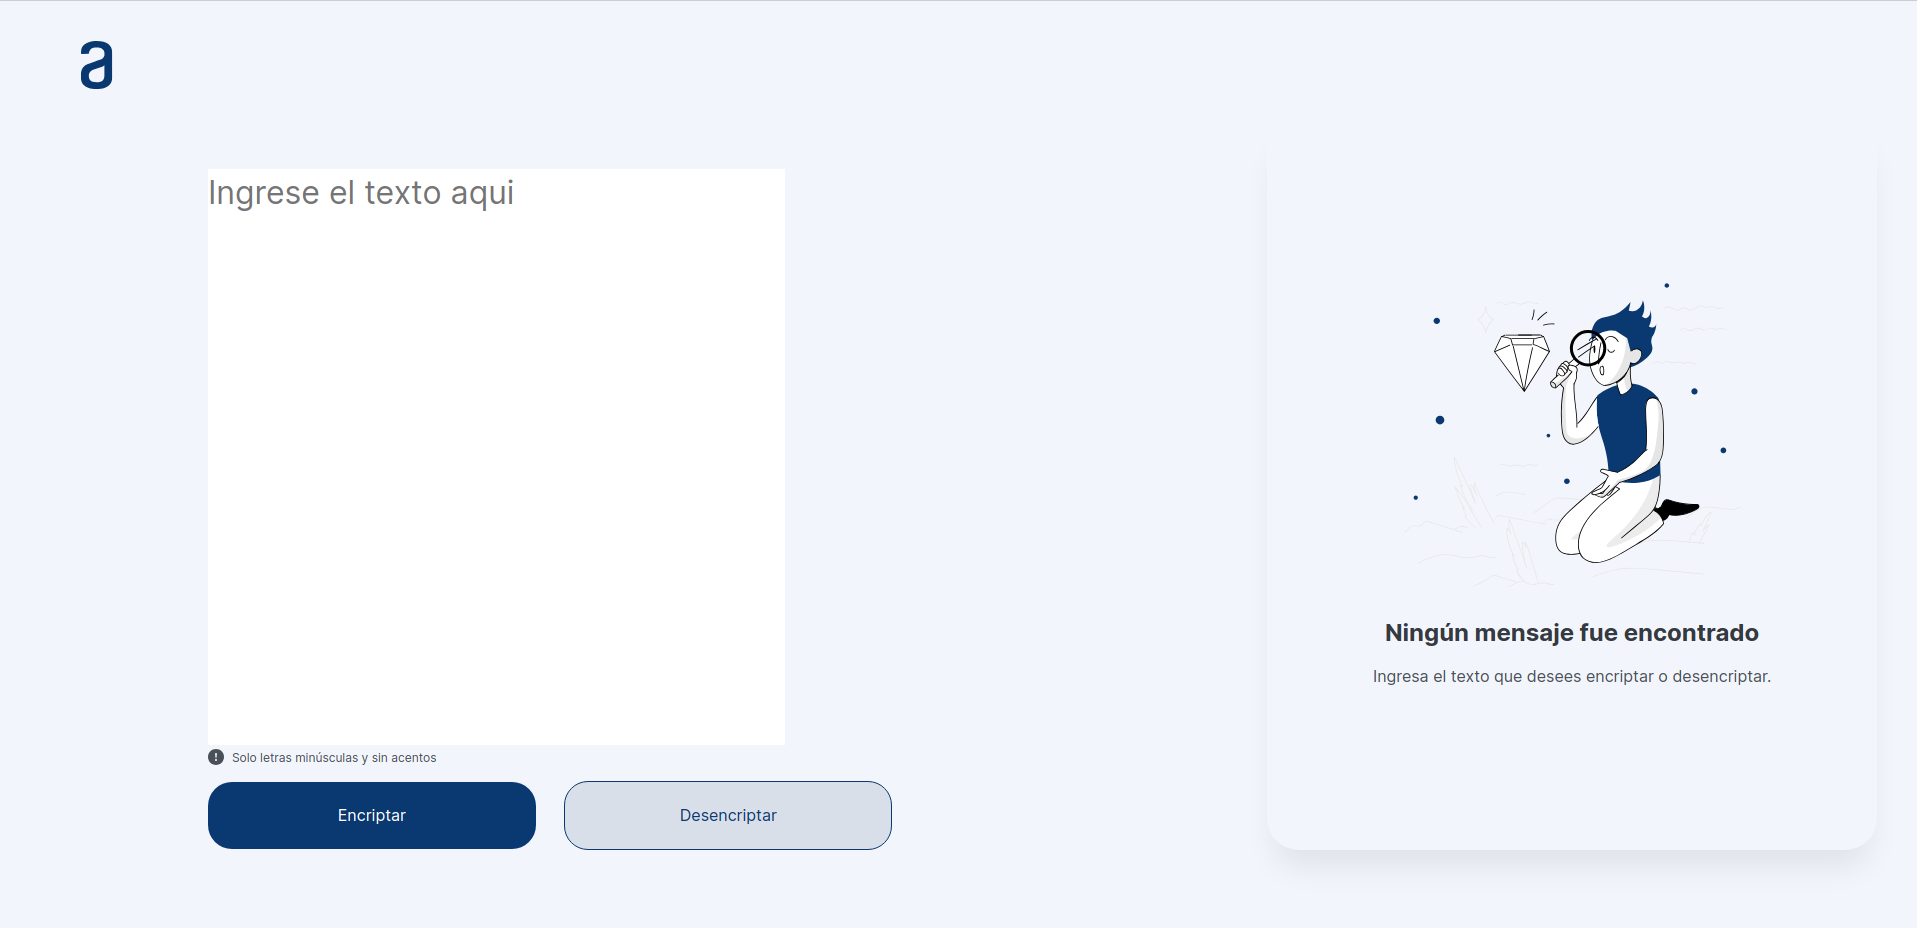 a
Ingrese el texto aqui
Solo letras minúsculas y sin acentos
Encriptar
Desencriptar
Ningún mensaje fue encontrado
Ingresa el texto que desees encriptar o desencriptar.